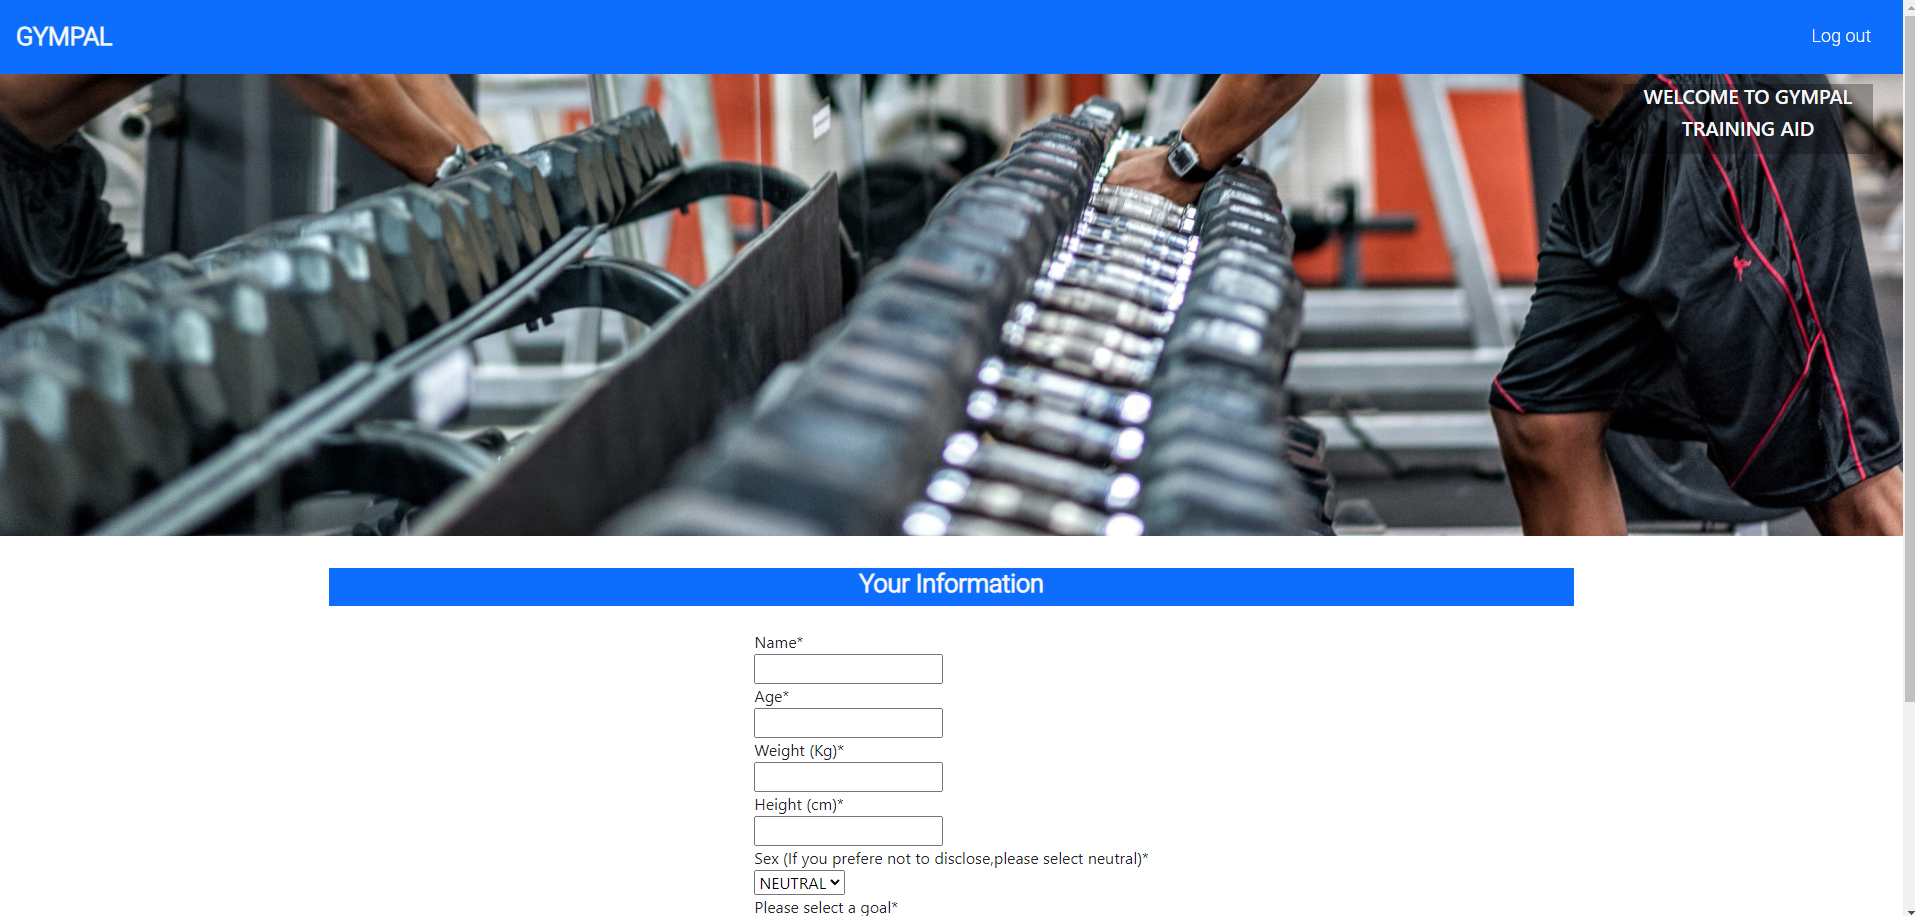 GYMPAL
Log out
WELCOME TO GYMPAL
TRAINING AID
Your Information
Name*
Age*
Weight (Kg)*
Height (cm)*
Sex (If you prefere not to disclose,please select neutral)*
NEUTRAL
Please select a goal*